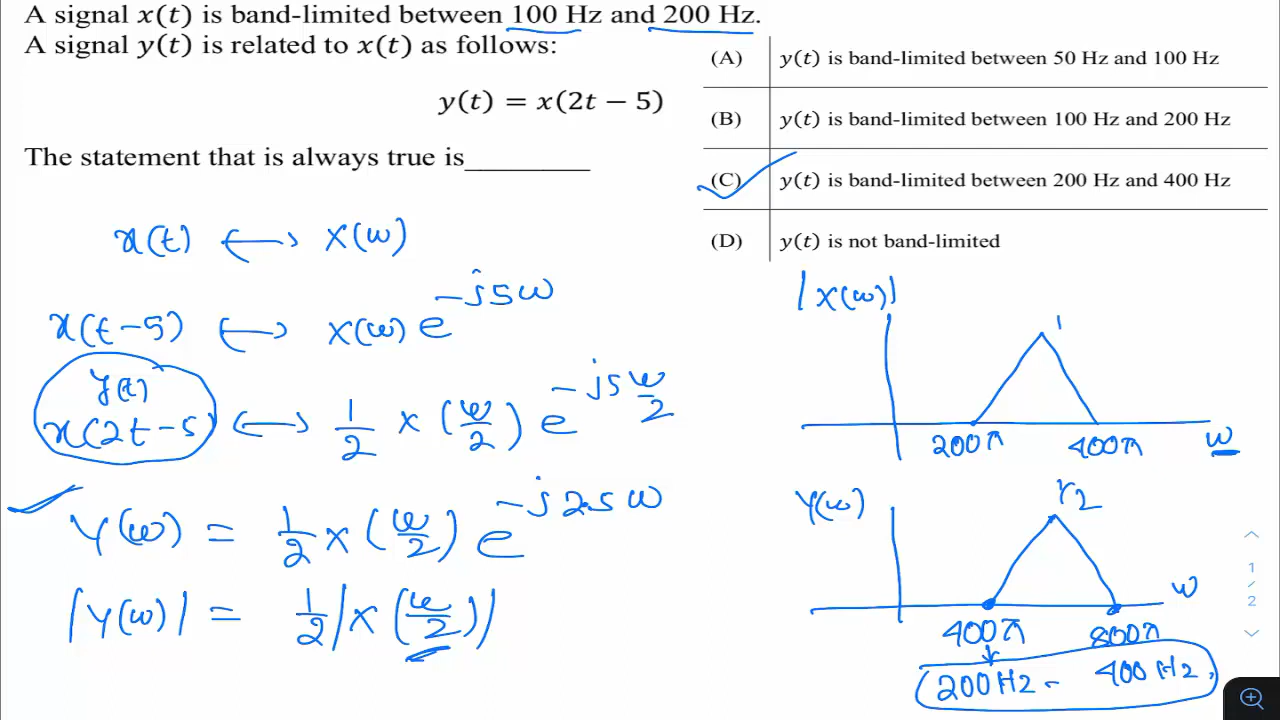 A signal x(t) is band-limited between 100 Hz and 200 Hz.
A signal y(t) is related to x(t) as follows:
y(t) = x(2t − 5)
The statement that is always true is________
(A) y(t) is band-limited between 50 Hz and 100 Hz
(B) y(t) is band-limited between 100 Hz and 200 Hz
(C) y(t) is band-limited between 200 Hz and 400 Hz
(D) y(t) is not band-limited
x(t) ⟷ X(ω)
x(t−5) ⟷ X(ω) e^{-j5ω}
y(t)
x(2t−5) ⟷ 1/2 X(ω/2) e^{-j5ω/2}
Y(ω) = 1/2 X(ω/2) e^{-j2.5ω}
|Y(ω)| = 1/2 |X(ω/2)|
|X(ω)|
1
200π 400π ω
Y(ω)
1/2
ω
400π 800π
200Hz - 400Hz.
1
/
2